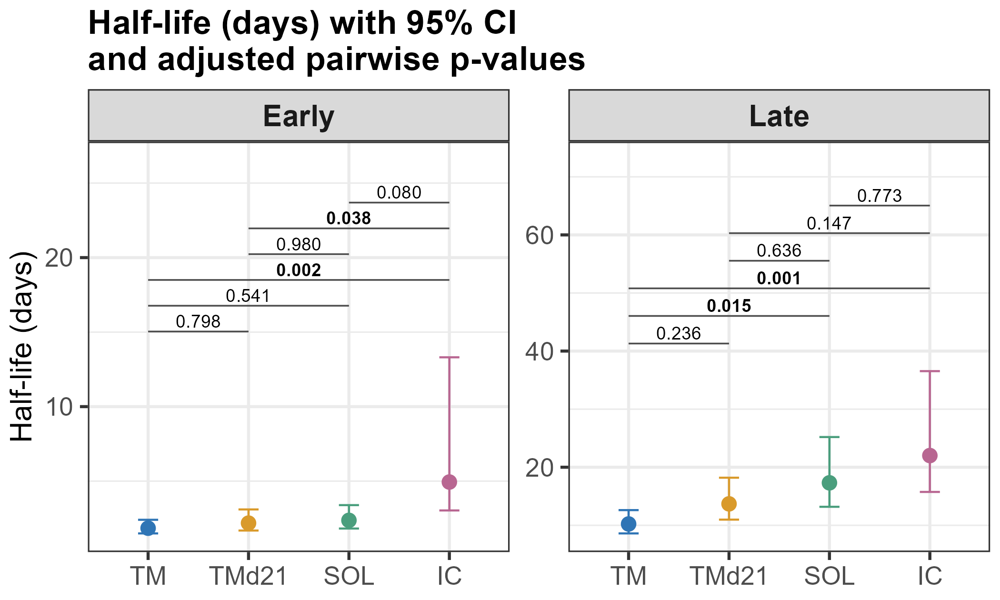 Half-life (days) with 95% CI
and adjusted pairwise p-values
Early
Late
Half-life (days)
20
10
0.080
0.038
0.980
0.002
0.541
0.798
TM TMd21 SOL IC
60
40
20
0.773
0.147
0.636
0.001
0.015
0.236
TM TMd21 SOL IC